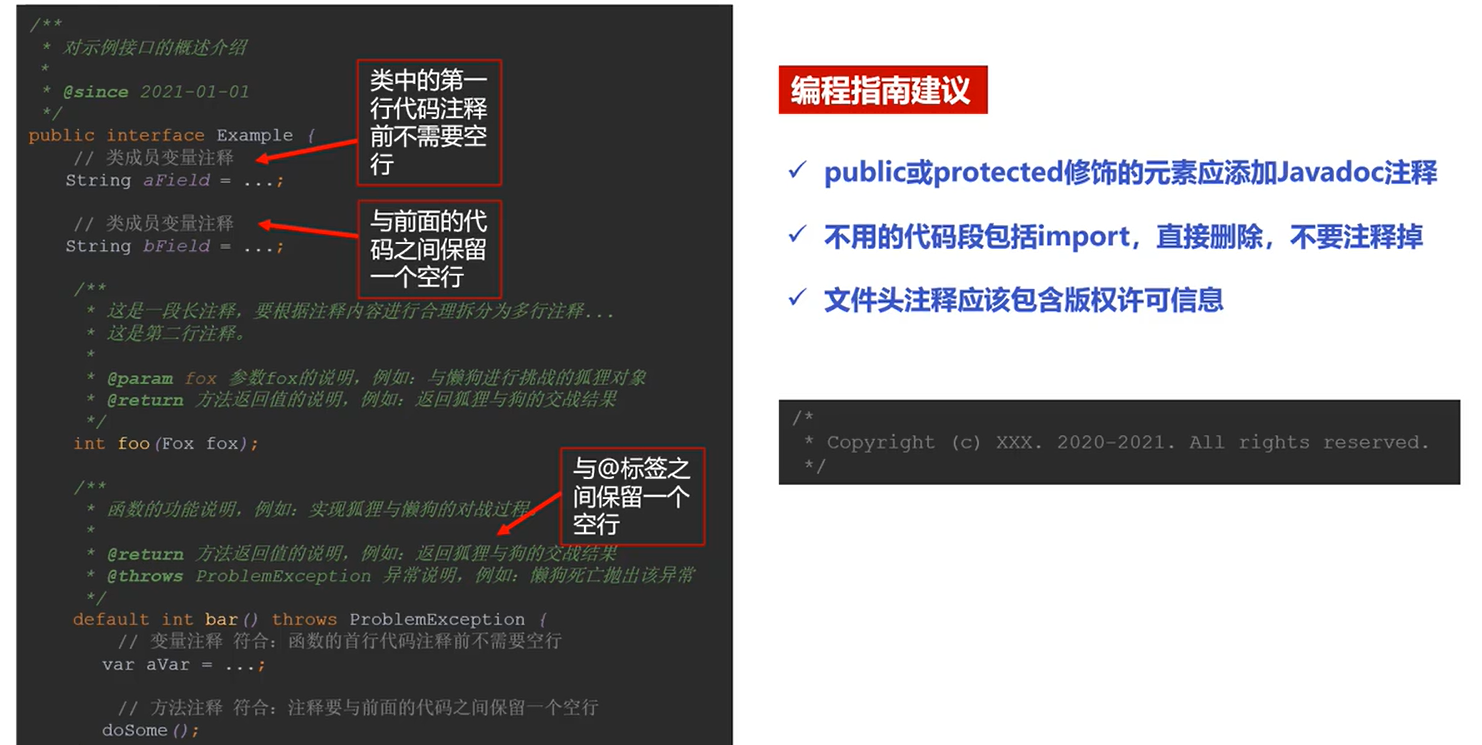 /**
 * 对示例接口的概述介绍
 *
 * @since 2021-01-01
 */
public interface Example {
    // 类成员变量注释
    String aField = ...;

    // 类成员变量注释
    String bField = ...;

    /**
     * 这是一段长注释，要根据注释内容进行合理拆分为多行注释...
     * 这是第二行注释。
     *
     * @param fox 参数fox的说明，例如：与懒狗进行挑战的狐狸对象
     * @return 方法返回值的说明，例如：返回狐狸与狗的交战结果
     */
    int foo(Fox fox);

    /**
     * 函数的功能说明，例如：实现狐狸与懒狗的对战过程。
     *
     * @return 方法返回值的说明，例如：返回狐狸与狗的交战结果
     * @throws ProblemException 异常说明，例如：懒狗死亡抛出该异常
     */
    default int bar() throws ProblemException {
        // 变量注释 符合：函数的首行代码注释前不需要空行
        var aVar = ...;

        // 方法注释 符合：注释要与前面的代码之间保留一个空行
        doSome();
类中的第一
行代码注释
前不需要空
行
与前面的代
码之间保留
一个空行
与@标签之
间保留一个
空行
编程指南建议
✓ public或protected修饰的元素应添加Javadoc注释
✓ 不用的代码段包括import，直接删除，不要注释掉
✓ 文件头注释应该包含版权许可信息
/*
 * Copyright (c) XXX. 2020-2021. All rights reserved.
 */